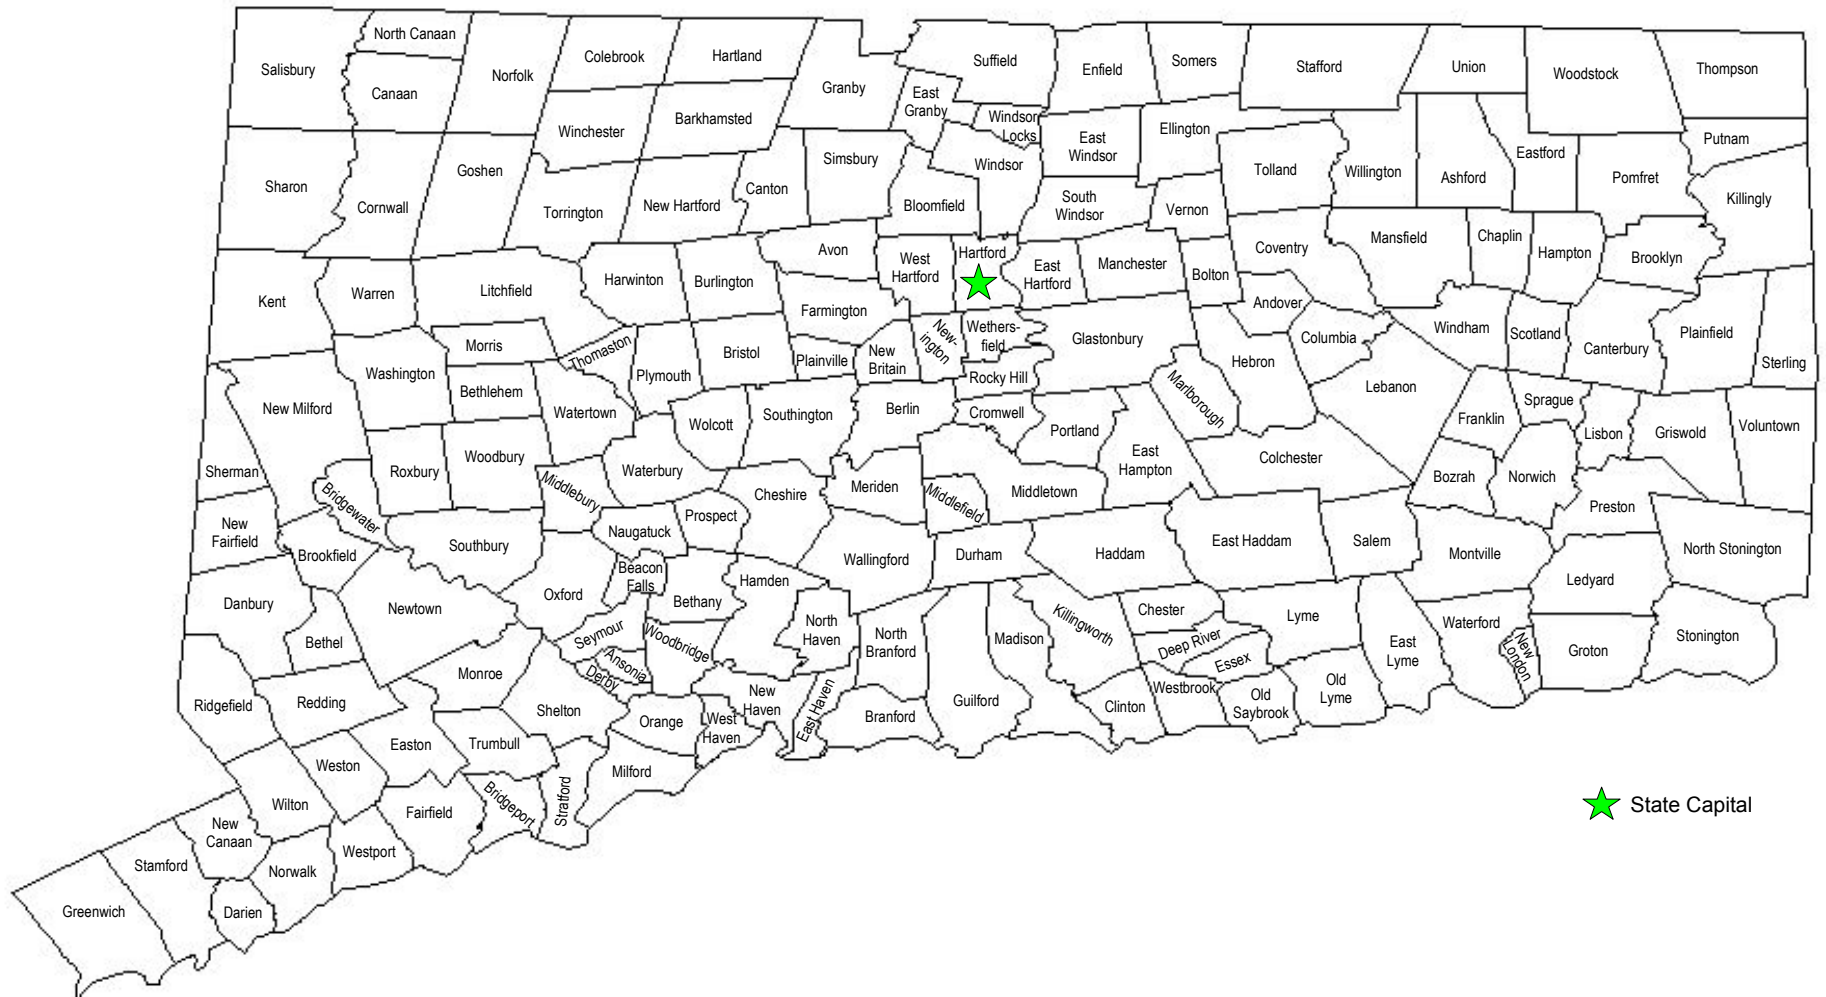 North Canaan
Salisbury
Canaan
Norfolk
Colebrook
Hartland
Granby
Suffield
East
Granby
Windsor
Locks
Enfield
Somers
Stafford
Union
Woodstock
Thompson
Winchester
Barkhamsted
Simsbury
Windsor
East
Windsor
Ellington
Tolland
Willington
Ashford
Eastford
Pomfret
Putnam
Killingly
Sharon
Cornwall
Goshen
Torrington
New Hartford
Canton
Bloomfield
South
Windsor
Vernon
Coventry
Mansfield
Chaplin
Hampton
Brooklyn
Kent
Warren
Litchfield
Harwinton
Burlington
Avon
West
Hartford
Hartford
East
Hartford
Manchester
Bolton
Andover
Columbia
Windham
Scotland
Canterbury
Plainfield
Sterling
Morris
Thomaston
Plymouth
Bristol
Farmington
Plainville
New
Britain
New-
ington
Wethers-
field
Rocky Hill
Glastonbury
Hebron
Marlborough
Lebanon
Washington
Bethlehem
Watertown
New Milford
Wolcott
Southington
Berlin
Cromwell
Portland
East
Hampton
Colchester
Franklin
Sprague
Lisbon
Griswold
Voluntown
Sherman
Roxbury
Woodbury
Waterbury
Middlebury
Bridgewater
Cheshire
Meriden
Middlefield
Middletown
Bozrah
Norwich
Preston
New
Fairfield
Brookfield
Southbury
Naugatuck
Prospect
Wallingford
Durham
Haddam
East Haddam
Salem
Montville
Ledyard
North Stonington
Danbury
Bethel
Newtown
Oxford
Beacon
Falls
Bethany
Hamden
North
Haven
North
Branford
Madison
Killingworth
Chester
Deep River
Essex
Lyme
East
Lyme
Waterford
New
London
Groton
Stonington
Seymour
Ansonia
Derby
Woodbridge
Ridgefield
Redding
Monroe
Shelton
Orange
West
Haven
New
Haven
East Haven
Branford
Guilford
Clinton
Westbrook
Old
Saybrook
Old
Lyme
Easton
Trumbull
Weston
Wilton
Fairfield
Bridgeport
Stratford
Milford
New
Canaan
Westport
Norwalk
Stamford
Darien
Greenwich
State Capital